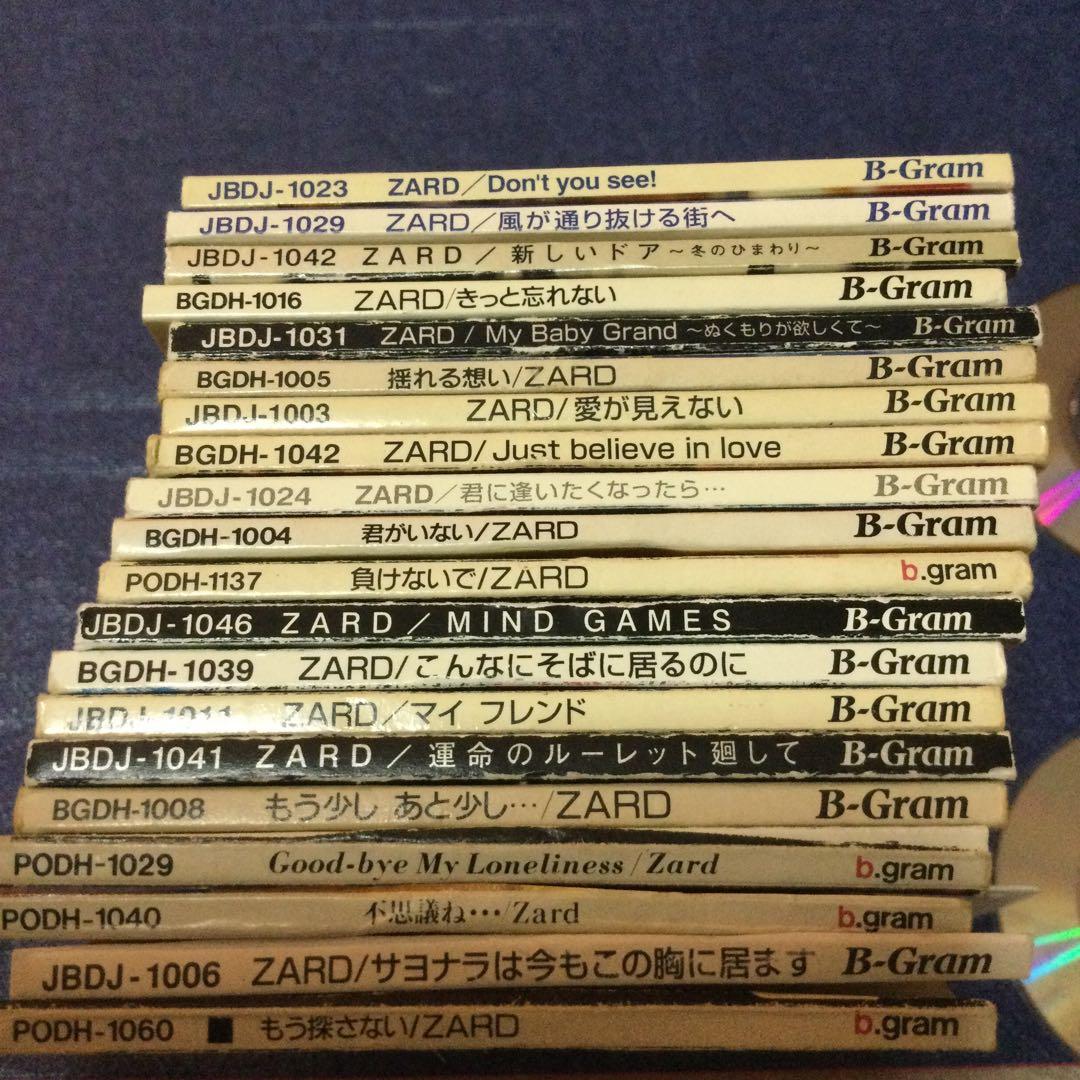 JBDJ-1023 ZARD/Don't you see! B-Gram
JBDJ-1029 ZARD/風が通り抜ける街へ B-Gram
JBDJ-1042 ZARD/新しいドア～冬のひまわり～ B-Gram
BGDH-1016 ZARD/きっと忘れない B-Gram
JBDJ-1031 ZARD / My Baby Grand ～ぬくもりが欲しくて～ B-Gram
BGDH-1005 揺れる想い/ZARD B-Gram
JBDJ-1003 ZARD/愛が見えない B-Gram
BGDH-1042 ZARD/Just believe in love B-Gram
JBDJ-1024 ZARD/君に逢いたくなったら… B-Gram
BGDH-1004 君がいない/ZARD B-Gram
PODH-1137 負けないで/ZARD b.gram
JBDJ-1046 ZARD/MIND GAMES B-Gram
BGDH-1039 ZARD/こんなにそばに居るのに B-Gram
JBDJ-1011 ZARD/マイ フレンド B-Gram
JBDJ-1041 ZARD/運命のルーレット廻して B-Gram
BGDH-1008 もう少し あと少し…/ZARD B-Gram
PODH-1029 Good-bye My Loneliness/Zard b.gram
PODH-1040 不思議ね…/Zard b.gram
JBDJ-1006 ZARD/サヨナラは今もこの胸に居ます B-Gram
PODH-1060 ■ もう探さない/ZARD b.gram